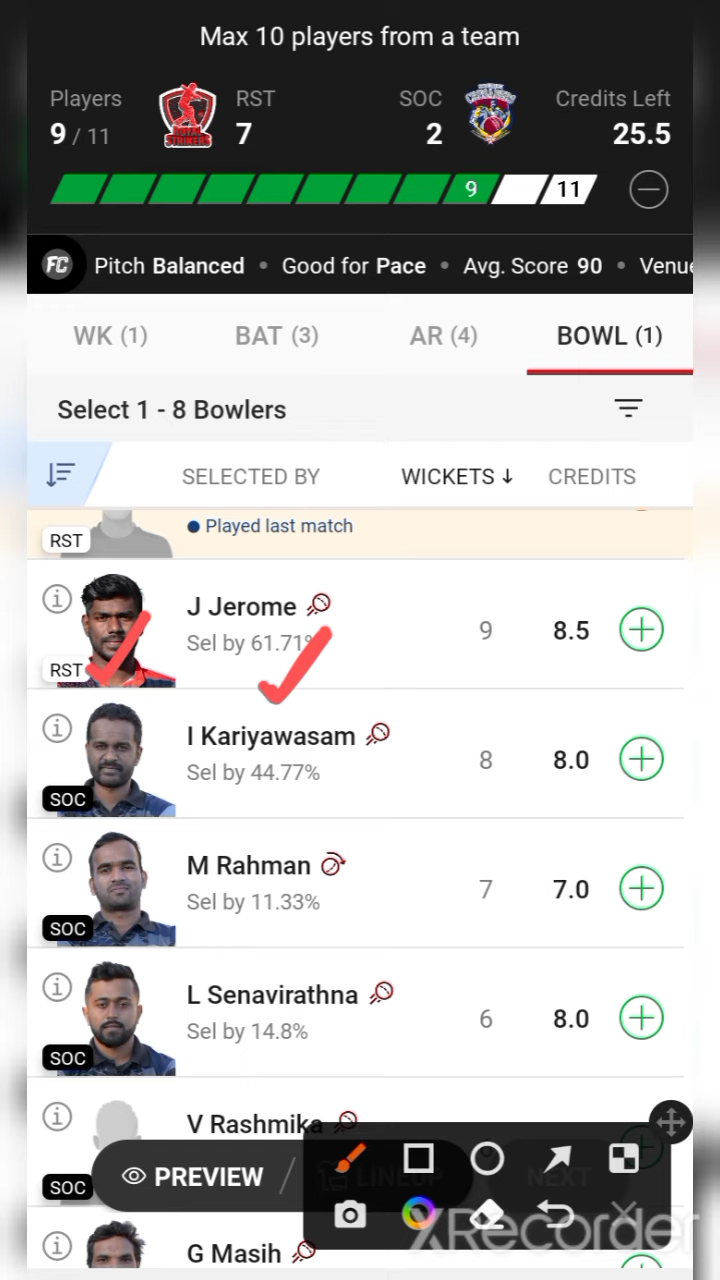 Max 10 players from a team
Players RST SOC Credits Left
9 / 11 7 2 25.5
ROYAL STRIKERS
9 11
FC Pitch Balanced • Good for Pace • Avg. Score 90 • Venue
WK (1) BAT (3) AR (4) BOWL (1)
Select 1 - 8 Bowlers
SELECTED BY WICKETS ↓ CREDITS
RST • Played last match
J Jerome
Sel by 61.71% 9 8.5
RST
I Kariyawasam
Sel by 44.77% 8 8.0
SOC
M Rahman
Sel by 11.33% 7 7.0
SOC
L Senavirathna
Sel by 14.8% 6 8.0
SOC
V Rashmika
PREVIEW / LINEUP NEXT
SOC
XRecorder
G Masih